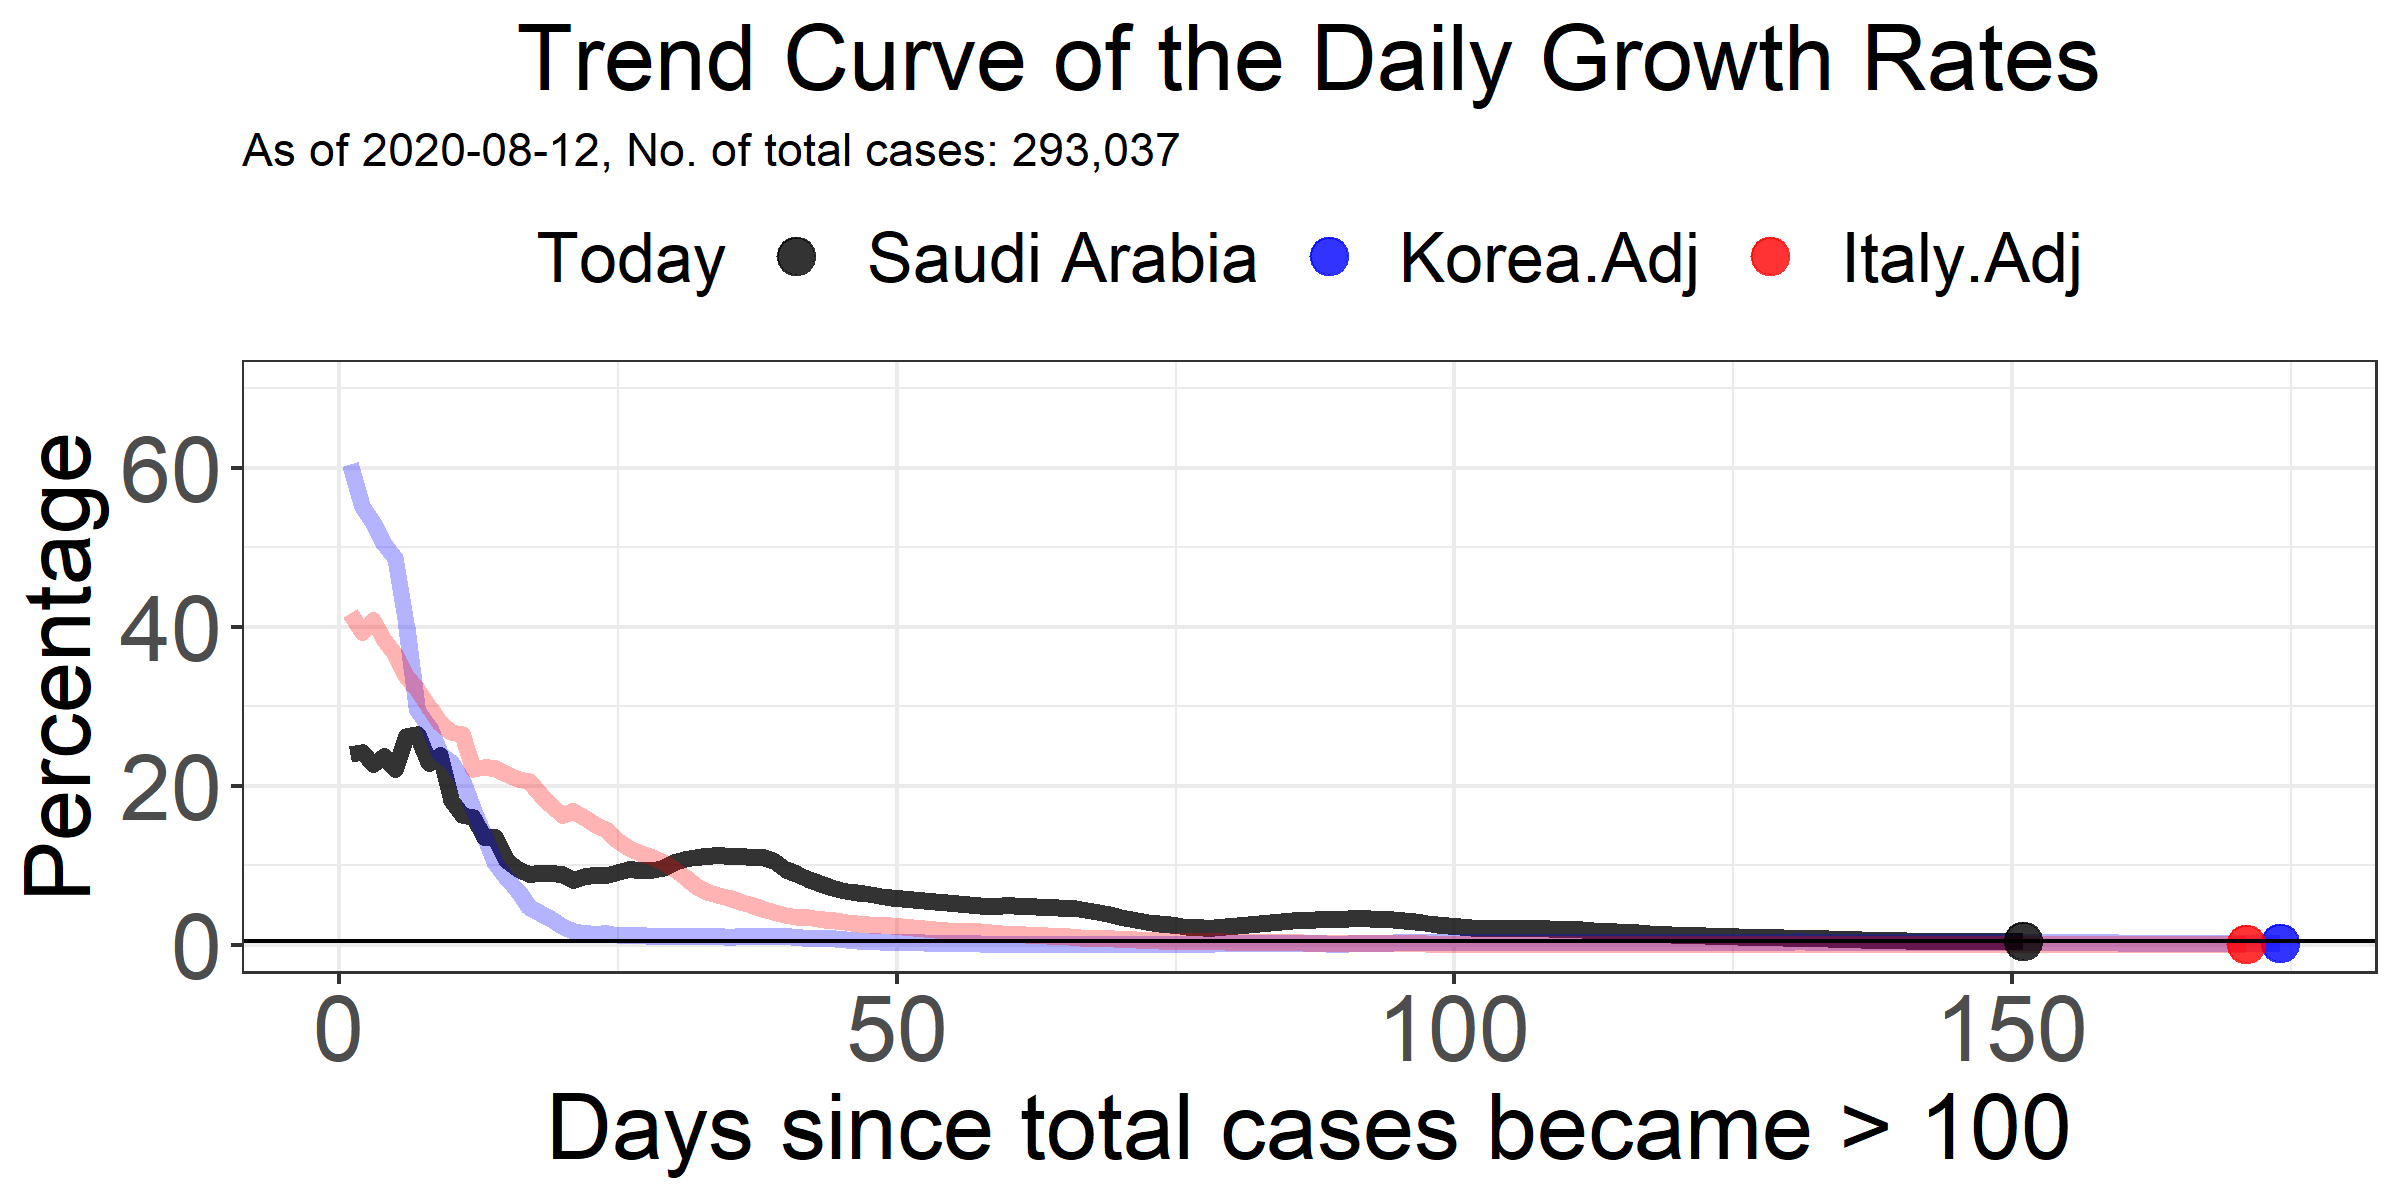 Trend Curve of the Daily Growth Rates
As of 2020-08-12, No. of total cases: 293,037
Today Saudi Arabia Korea.Adj Italy.Adj
Percentage
60
40
20
0
0 50 100 150
Days since total cases became > 100